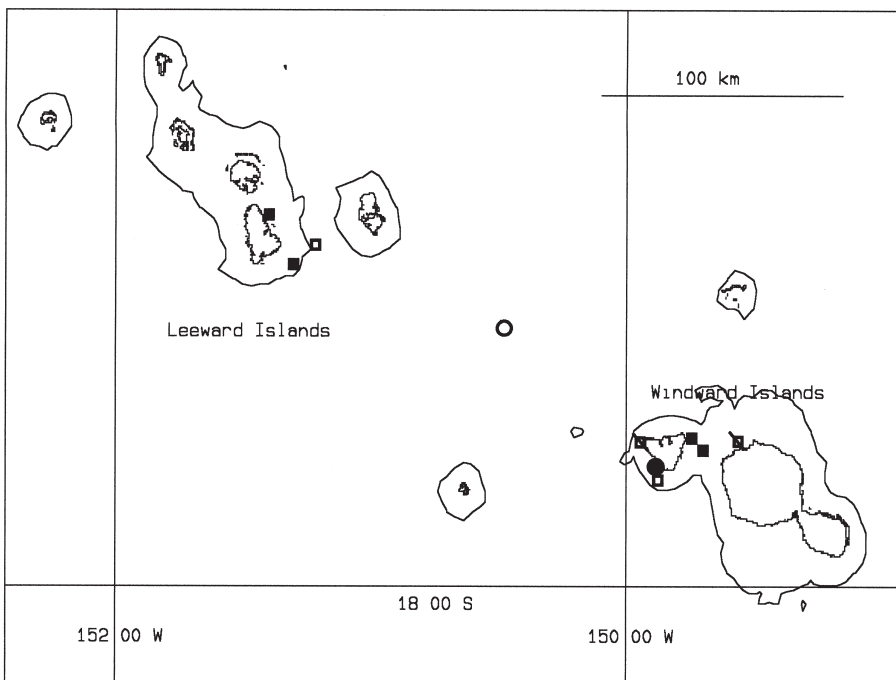 100 km
Leeward Islands
Windward Islands
18 00 S
152 00 W
150 00 W